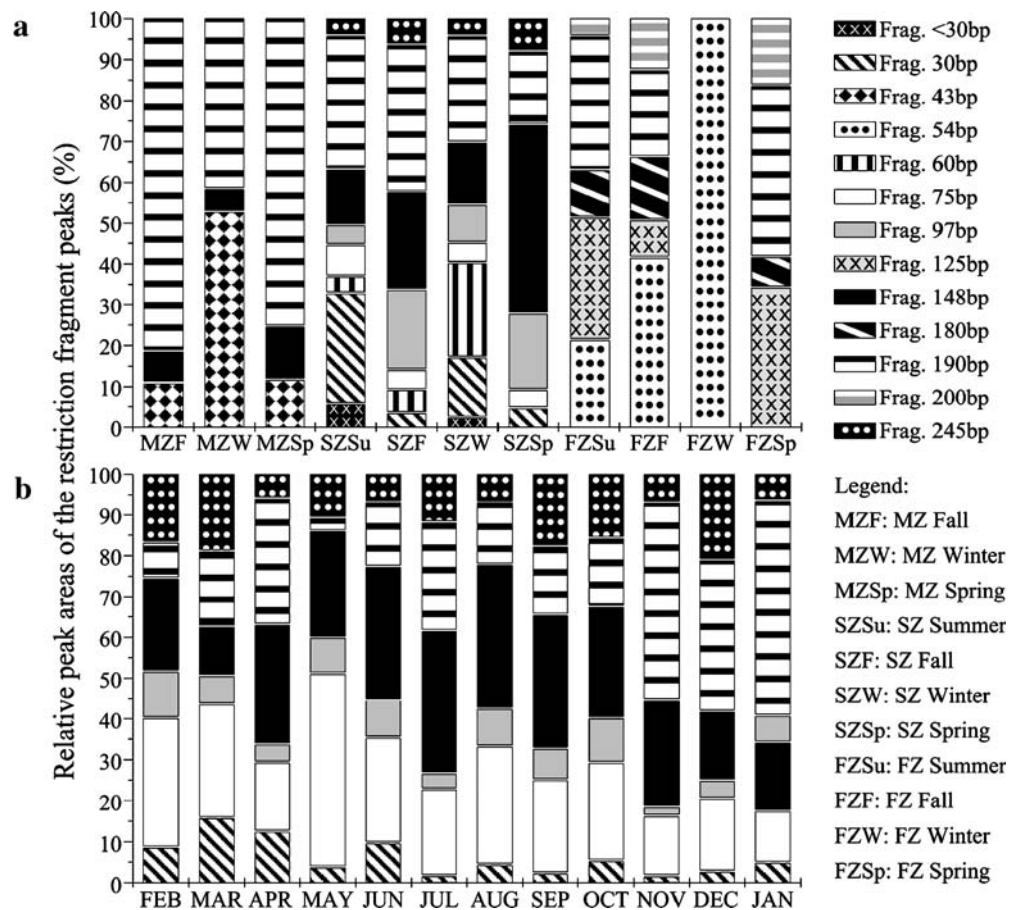 a
Relative peak areas of the restriction fragment peaks (%)
100
90
80
70
60
50
40
30
20
10
0
MZF MZW MZSp SZSu SZF SZW SZSp FZSu FZF FZW FZSp
Frag. <30bp
Frag. 30bp
Frag. 43bp
Frag. 54bp
Frag. 60bp
Frag. 75bp
Frag. 97bp
Frag. 125bp
Frag. 148bp
Frag. 180bp
Frag. 190bp
Frag. 200bp
Frag. 245bp
b
100
90
80
70
60
50
40
30
20
10
0
FEB MAR APR MAY JUN JUL AUG SEP OCT NOV DEC JAN
Legend:
MZF: MZ Fall
MZW: MZ Winter
MZSp: MZ Spring
SZSu: SZ Summer
SZF: SZ Fall
SZW: SZ Winter
SZSp: SZ Spring
FZSu: FZ Summer
FZF: FZ Fall
FZW: FZ Winter
FZSp: FZ Spring